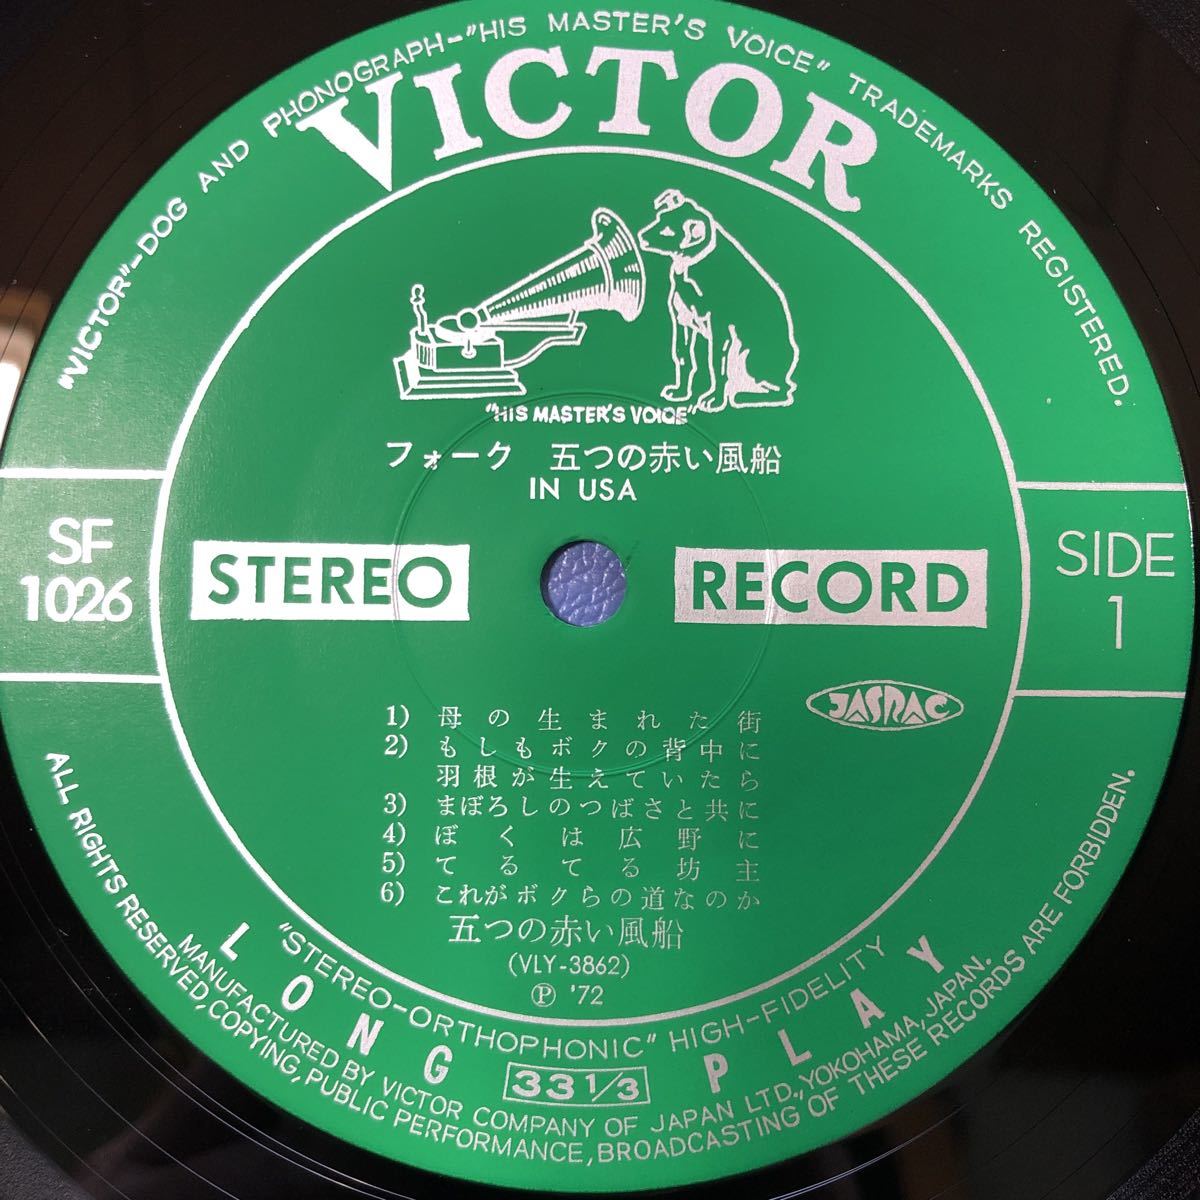 "VICTOR"-DOG AND PHONOGRAPH-"HIS MASTER'S VOICE" TRADEMARKS REGISTERED.
VICTOR
"HIS MASTER'S VOICE"
フォーク 五つの赤い風船
IN USA
SF
1026
STEREO
RECORD
SIDE
1
JASRAC
1) 母の生まれた街
2) もしもボクの背中に
羽根が生えていたら
3) まぼろしのつばさと共に
4) ぼくは広野に
5) てるてる坊主
6) これがボクらの道なのか
五つの赤い風船
(VLY-3862)
Ⓟ '72
"STEREO-ORTHOPHONIC" HIGH-FIDELITY
LONG 33 1/3 PLAY
MANUFACTURED BY VICTOR COMPANY OF JAPAN LTD., YOKOHAMA, JAPAN.
ALL RIGHTS RESERVED, COPYING, PUBLIC PERFORMANCE, BROADCASTING OF THESE RECORDS ARE FORBIDDEN.